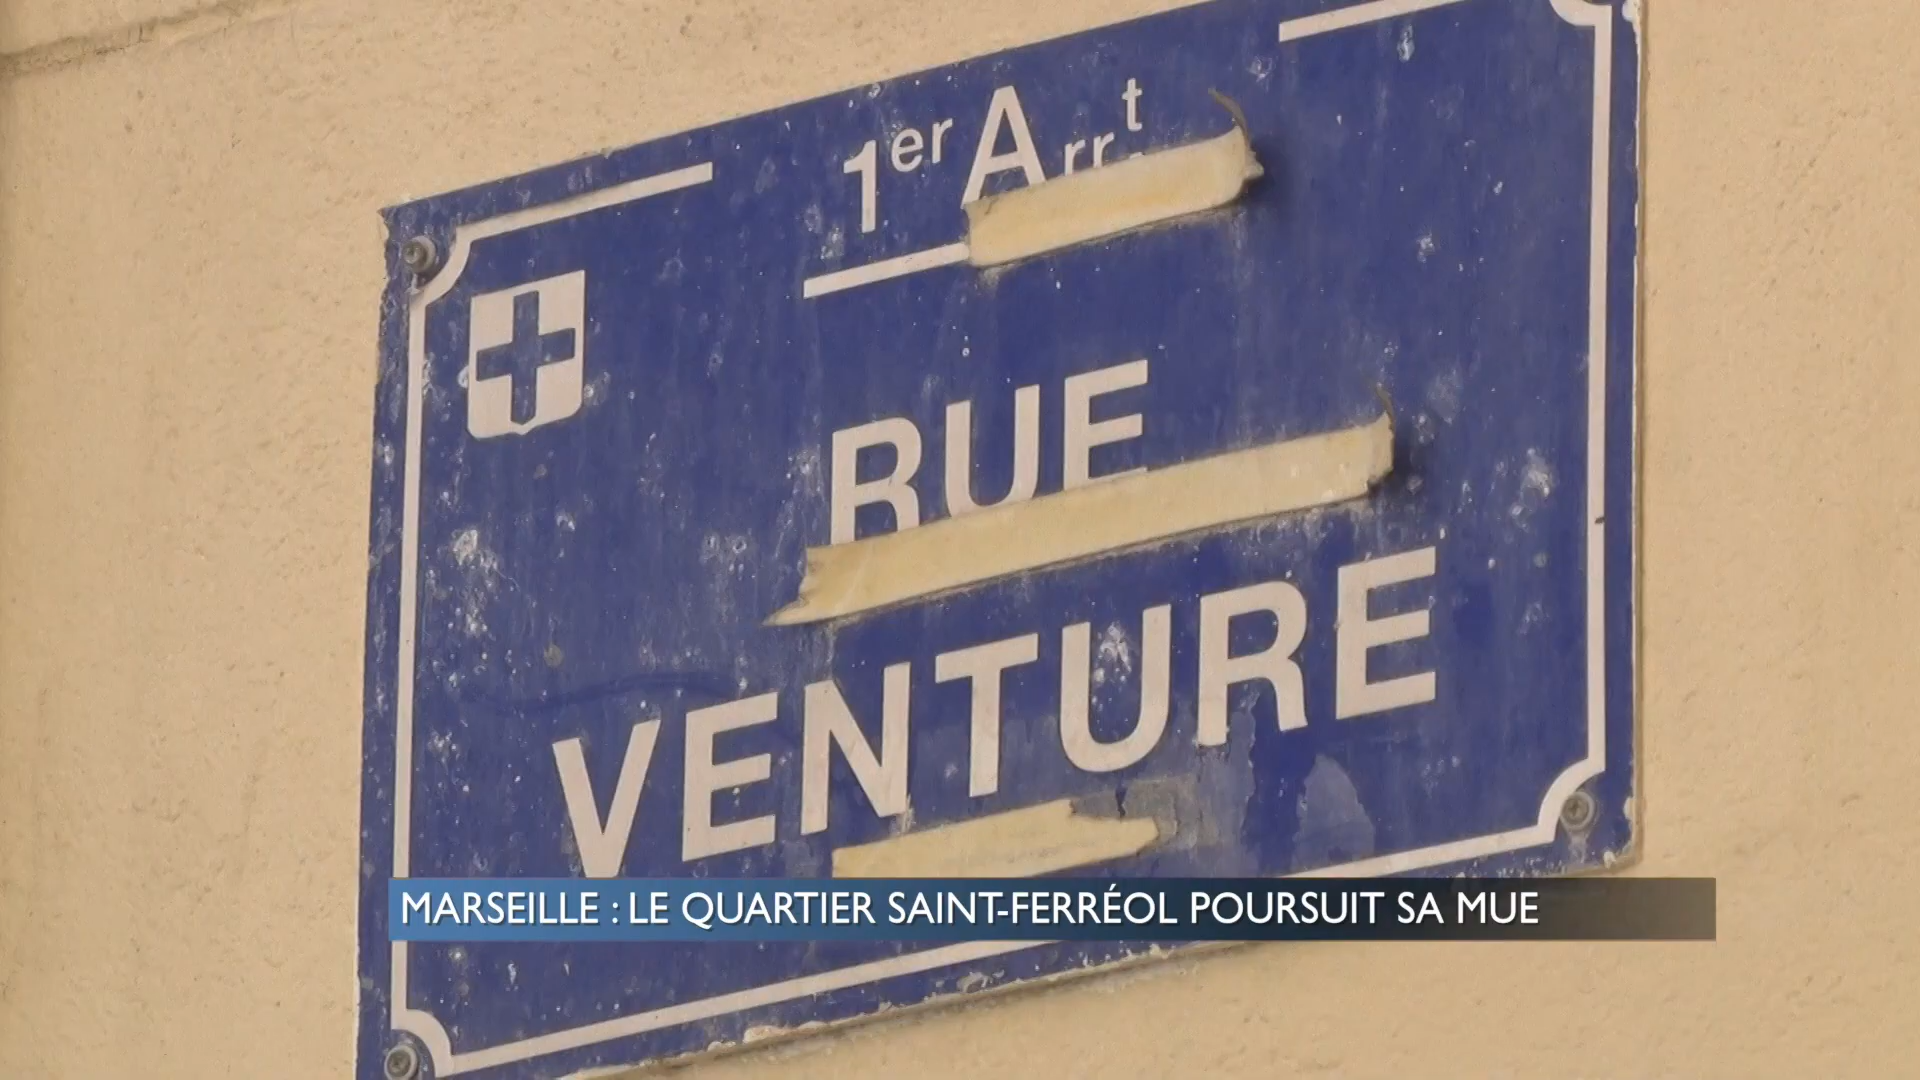 1er Arrt
RUE
VENTURE
MARSEILLE : LE QUARTIER SAINT-FERRÉOL POURSUIT SA MUE